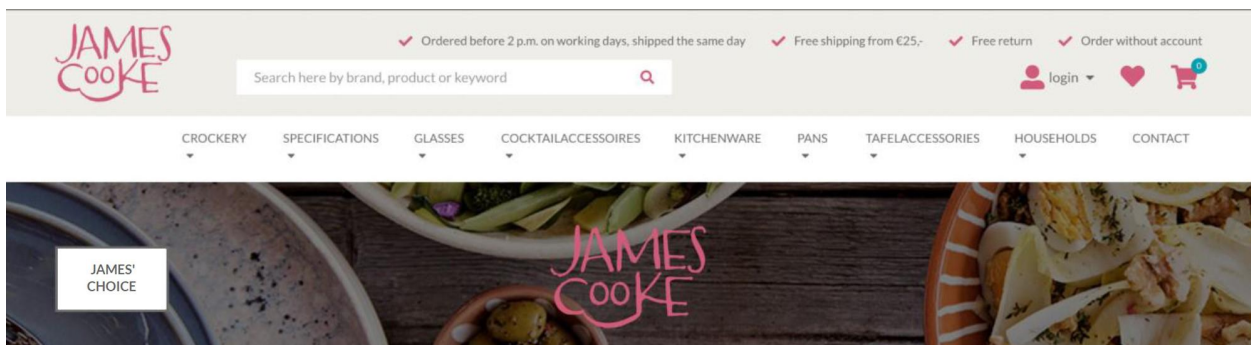 JAMES
COOKE
Ordered before 2 p.m. on working days, shipped the same day
Free shipping from €25,-
Free return
Order without account
Search here by brand, product or keyword
login
0
CROCKERY
SPECIFICATIONS
GLASSES
COCKTAILACCESSOIRES
KITCHENWARE
PANS
TAFELACCESSORIES
HOUSEHOLDS
CONTACT
JAMES'
CHOICE
JAMES
COOKE